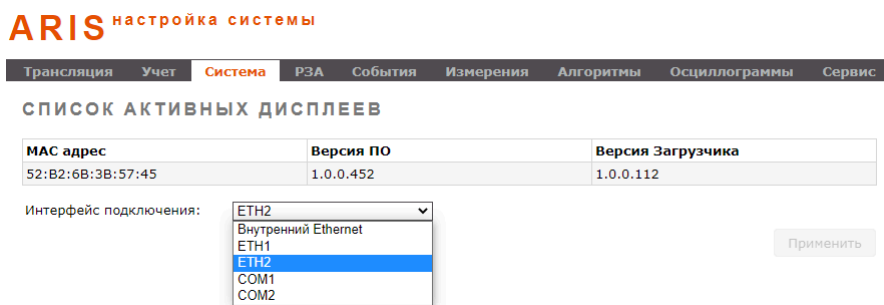 ARIS настройка системы
Трансляция Учет Система РЗА События Измерения Алгоритмы Осциллограммы Сервис
СПИСОК АКТИВНЫХ ДИСПЛЕЕВ
MAC адрес Версия ПО Версия Загрузчика
52:B2:6B:3B:57:45 1.0.0.452 1.0.0.112
Интерфейс подключения: ETH2
Внутренний Ethernet
ETH1
Применить
ETH2
COM1
COM2